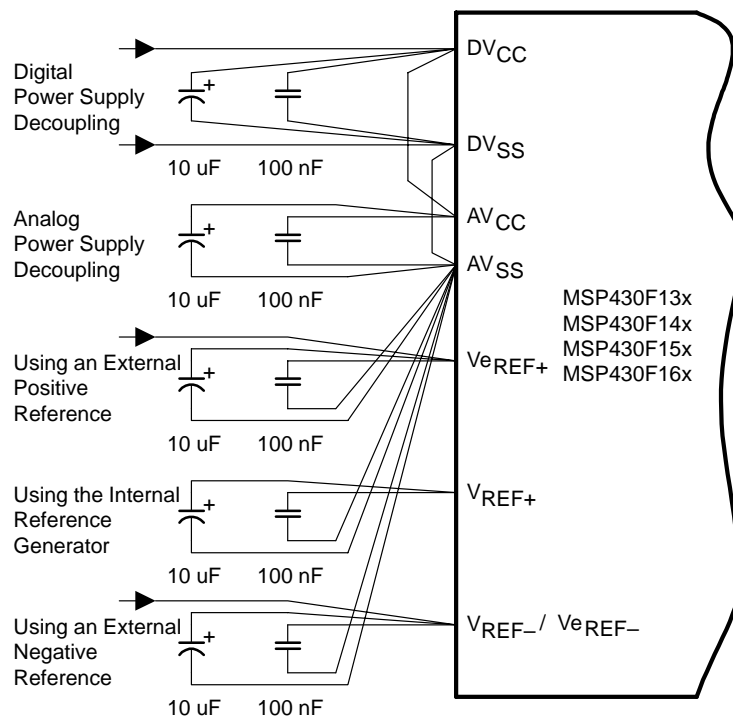 DVCC
Digital
Power Supply
Decoupling
+
DVSS
10 uF 100 nF
Analog
Power Supply
Decoupling
+
AVCC
AVSS
10 uF 100 nF
MSP430F13x
MSP430F14x
MSP430F15x
MSP430F16x
Using an External
Positive
Reference
+
VeREF+
10 uF 100 nF
Using the Internal
Reference
Generator
+
VREF+
10 uF 100 nF
Using an External
Negative
Reference
+
VREF– / VeREF–
10 uF 100 nF